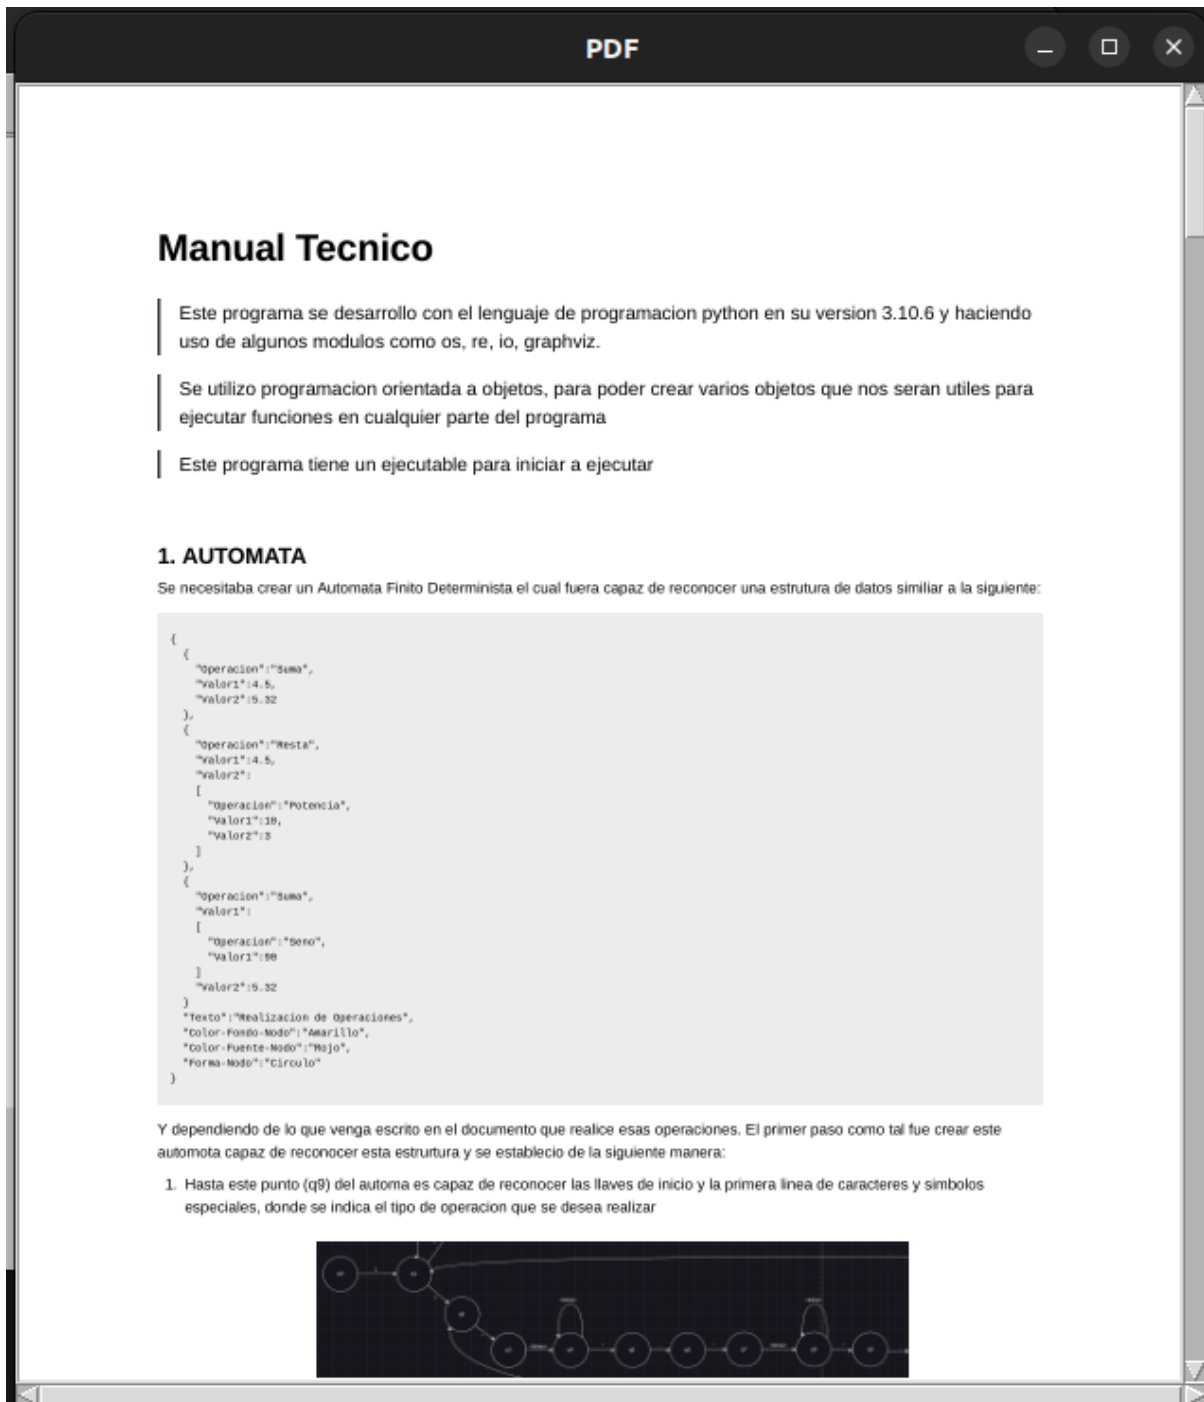 PDF
Manual Tecnico
Este programa se desarrollo con el lenguaje de programacion python en su version 3.10.6 y haciendo
uso de algunos modulos como os, re, io, graphviz.
Se utilizo programacion orientada a objetos, para poder crear varios objetos que nos seran utiles para
ejecutar funciones en cualquier parte del programa
Este programa tiene un ejecutable para iniciar a ejecutar
1. AUTOMATA
Se necesitaba crear un Automata Finito Determinista el cual fuera capaz de reconocer una estrutura de datos similiar a la siguiente:
{
{
"Operacion":"Suma",
"Valor1":4.5,
"Valor2":5.32
},
{
"Operacion":"Resta",
"Valor1":4.5,
"Valor2":
[
"Operacion":"Potencia",
"Valor1":10,
"Valor2":3
]
},
{
"Operacion":"Suma",
"Valor1":
[
"Operacion":"Seno",
"Valor1":90
]
"Valor2":5.32
}
"Texto":"Realizacion de Operaciones",
"Color-Fondo-Nodo":"Amarillo",
"Color-Fuente-Nodo":"Rojo",
"Forma-Nodo":"Circulo"
}
Y dependiendo de lo que venga escrito en el documento que realice esas operaciones. El primer paso como tal fue crear este
automota capaz de reconocer esta estrurtura y se establecio de la siguiente manera:
1. Hasta este punto (q9) del automa es capaz de reconocer las llaves de inicio y la primera linea de caracteres y simbolos
especiales, donde se indica el tipo de operacion que se desea realizar